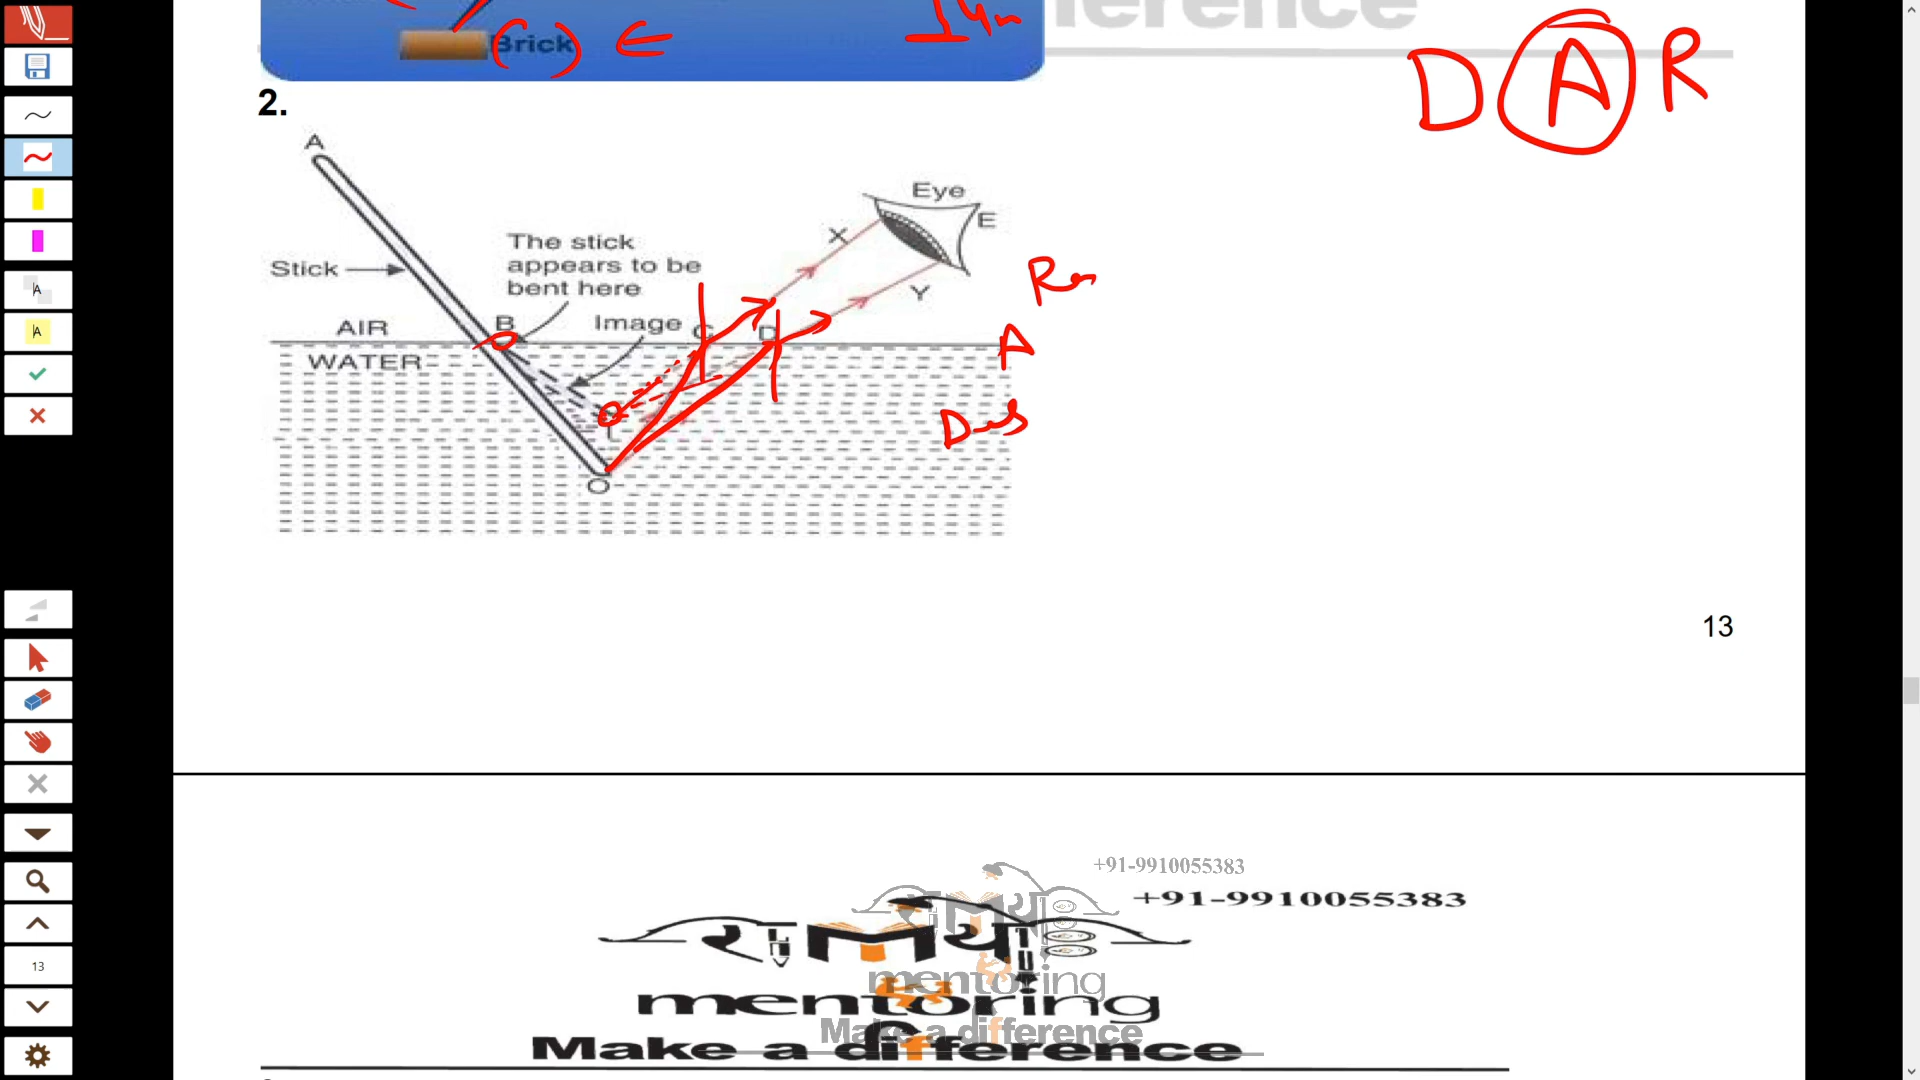 ference
Brick
2.
D A R
A
Eye
E
X
The stick
appears to be
bent here
Stick
Y
AIR
B
Image
C
D
WATER
A
I
O
13
+91-9910055383
+91-9910055383
mentoring
mentoring
Make a difference
Make a difference
13